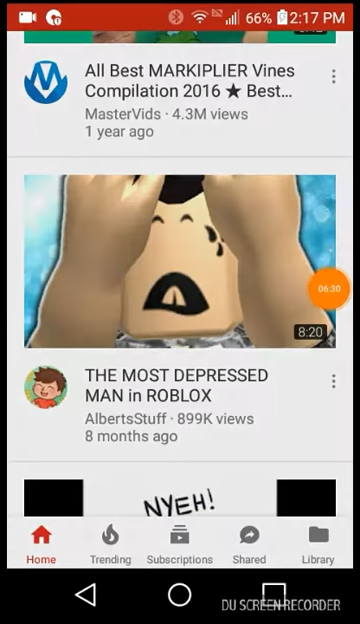 66% 2:17 PM
All Best MARKIPLIER Vines
Compilation 2016 ★ Best...
MasterVids · 4.3M views
1 year ago
06:30
8:20
THE MOST DEPRESSED
MAN in ROBLOX
AlbertsStuff · 899K views
8 months ago
NYEH!
Home Trending Subscriptions Shared Library
DU SCREEN RECORDER